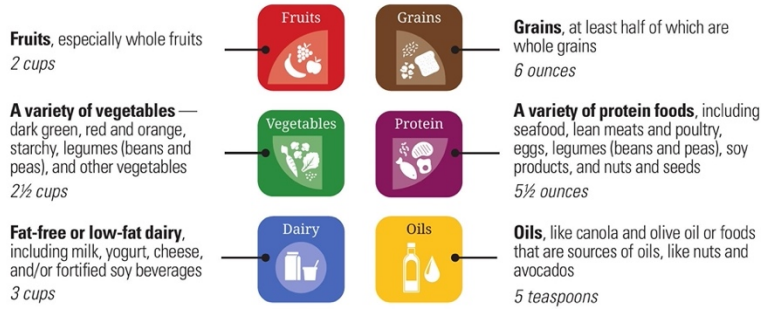 Fruits
Fruits, especially whole fruits
2 cups
Grains
Grains, at least half of which are
whole grains
6 ounces
Vegetables
A variety of vegetables —
dark green, red and orange,
starchy, legumes (beans and
peas), and other vegetables
2½ cups
Protein
A variety of protein foods, including
seafood, lean meats and poultry,
eggs, legumes (beans and peas), soy
products, and nuts and seeds
5½ ounces
Dairy
Fat-free or low-fat dairy,
including milk, yogurt, cheese,
and/or fortified soy beverages
3 cups
Oils
Oils, like canola and olive oil or foods
that are sources of oils, like nuts and
avocados
5 teaspoons